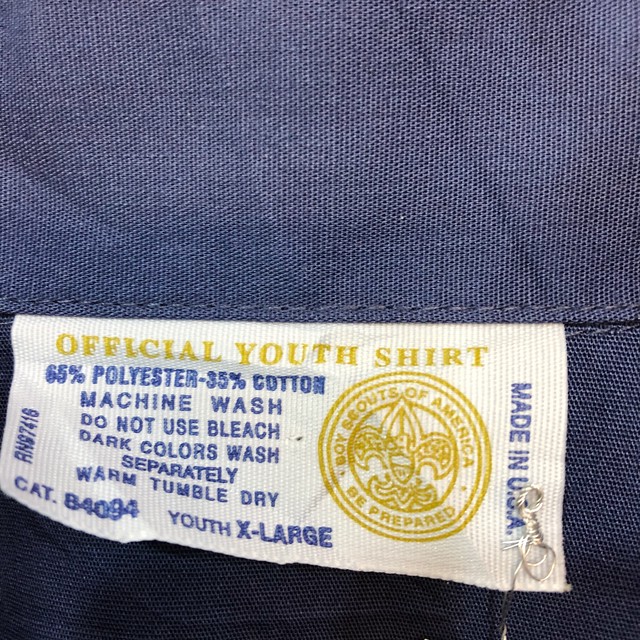 OFFICIAL YOUTH SHIRT
65% POLYESTER-35% COTTON
MACHINE WASH
DO NOT USE BLEACH
DARK COLORS WASH
SEPARATELY
WARM TUMBLE DRY
CAT. 84094
YOUTH X-LARGE
RN97416
BOY SCOUTS OF AMERICA
BE PREPARED
MADE IN U.S.A.